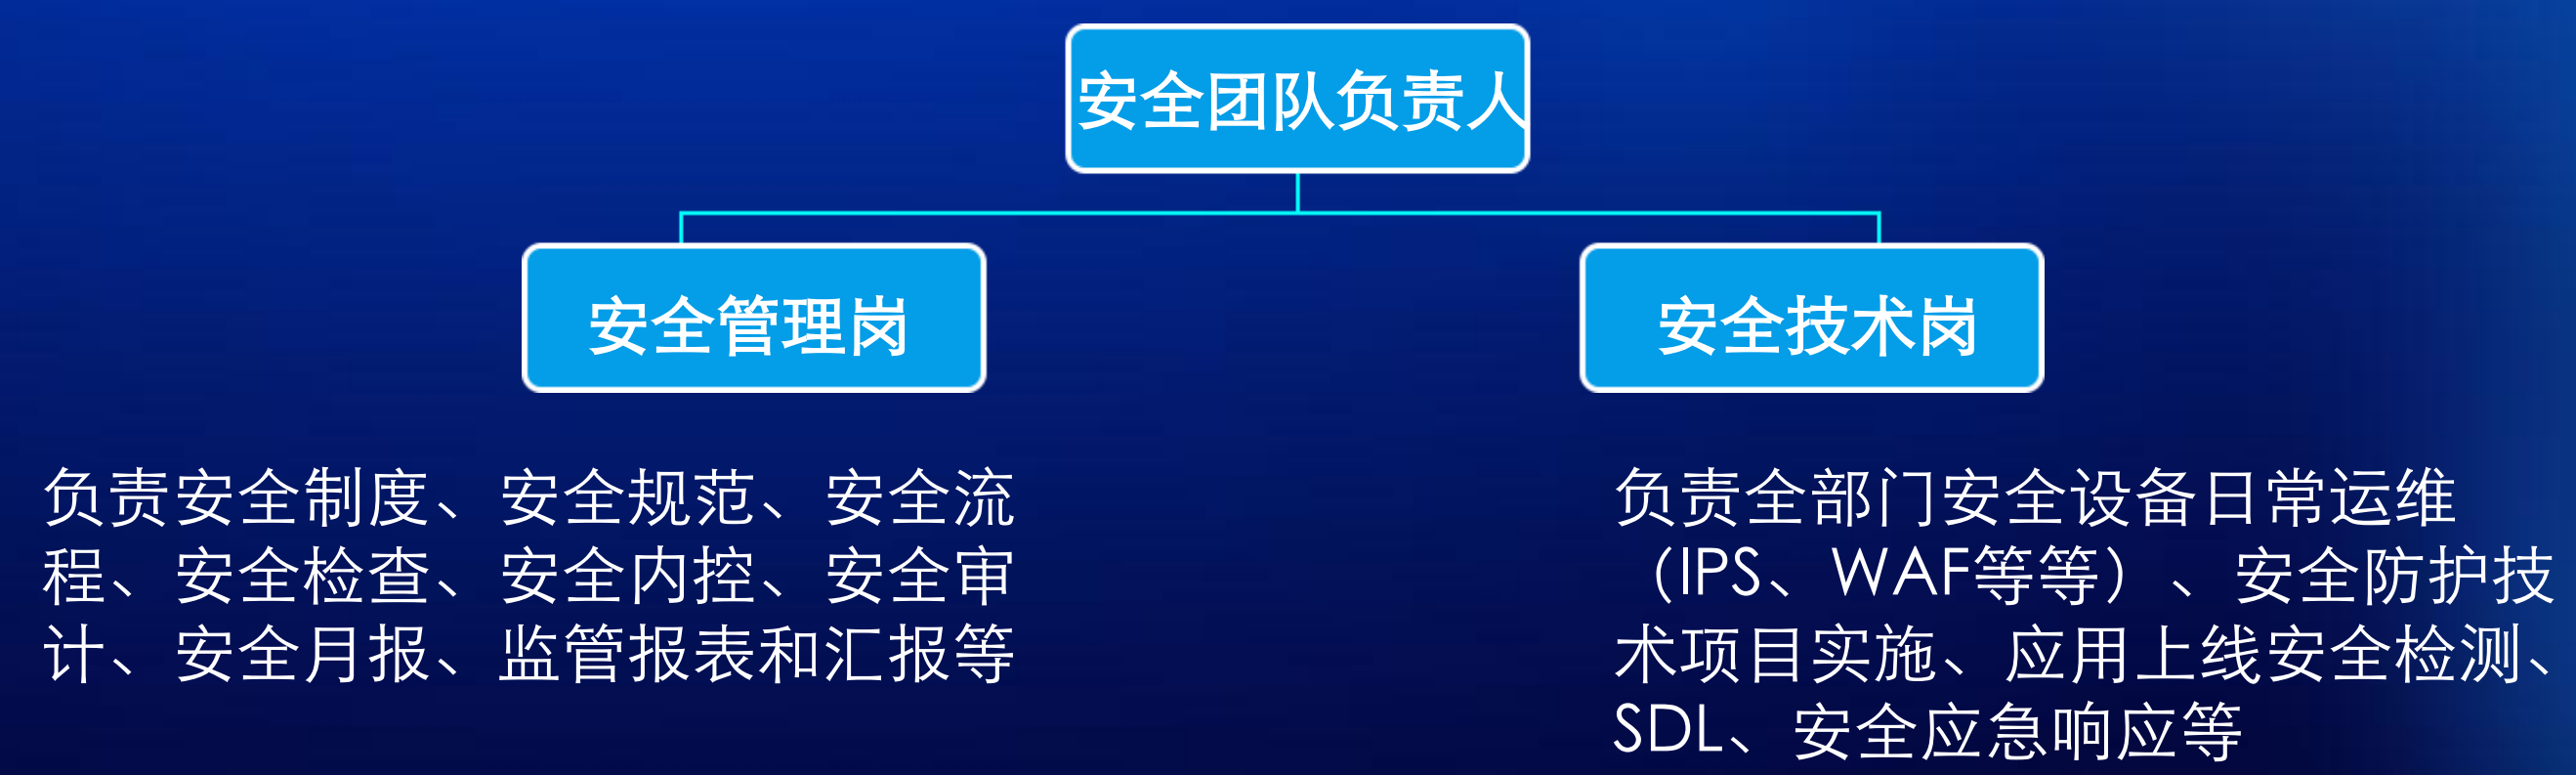 安全团队负责人
安全管理岗
安全技术岗
负责安全制度、安全规范、安全流
程、安全检查、安全内控、安全审
计、安全月报、监管报表和汇报等
负责全部门安全设备日常运维
（IPS、WAF等等）、安全防护技
术项目实施、应用上线安全检测、
SDL、安全应急响应等